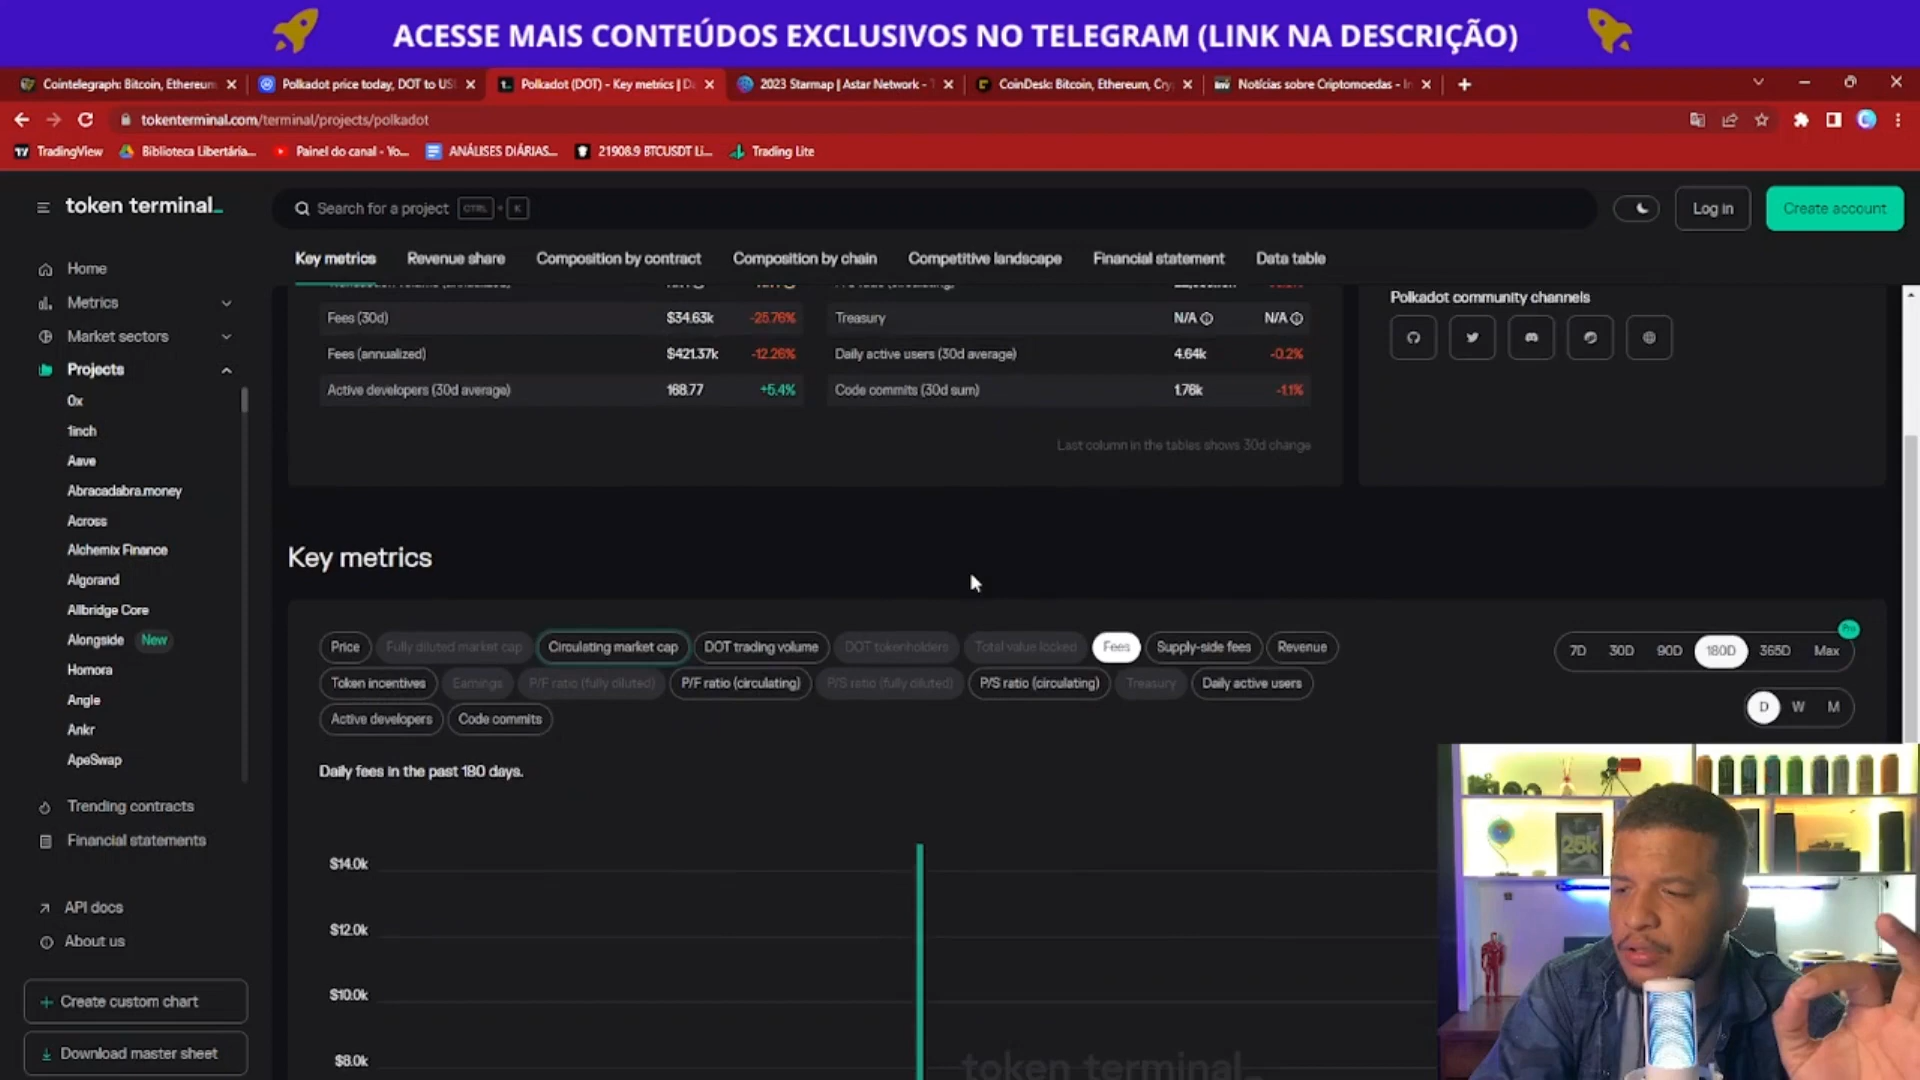 ACESSE MAIS CONTEÚDOS EXCLUSIVOS NO TELEGRAM (LINK NA DESCRIÇÃO)
Cointelegraph: Bitcoin, Ethereum
Polkadot price today, DOT to US
Polkadot (DOT) - Key metrics | D
2023 Starmap | Astar Network -
CoinDesk: Bitcoin, Ethereum, Cry
Notícias sobre Criptomoedas - In
tokenterminal.com/terminal/projects/polkadot
TradingView
Biblioteca Libertária...
Painel do canal - Yo...
ANÁLISES DIÁRIAS...
21908.9 BTCUSDT Li...
Trading Lite
token terminal_
Search for a project CTRL + K
Log in
Create account
Key metrics
Revenue share
Composition by contract
Composition by chain
Competitive landscape
Financial statement
Data table
Home
Metrics
Market sectors
Projects
0x
1inch
Aave
Abracadabra.money
Across
Alchemix Finance
Algorand
Allbridge Core
Alongside New
Homora
Angle
Ankr
ApeSwap
Trending contracts
Financial statements
API docs
About us
+ Create custom chart
Download master sheet
Fees (30d) $34.63k -25.76%
Treasury N/A N/A
Fees (annualized) $421.37k -12.26%
Daily active users (30d average) 4.64k -0.2%
Active developers (30d average) 168.77 +5.4%
Code commits (30d sum) 1.76k -1.1%
Last column in the tables shows 30d change
Polkadot community channels
Key metrics
Price
Fully diluted market cap
Circulating market cap
DOT trading volume
DOT tokenholders
Total value locked
Fees
Supply-side fees
Revenue
Token incentives
Earnings
P/F ratio (fully diluted)
P/F ratio (circulating)
P/S ratio (fully diluted)
P/S ratio (circulating)
Treasury
Daily active users
Active developers
Code commits
Pro
7D 30D 90D 180D 365D Max
D W M
Daily fees in the past 180 days.
$14.0k
$12.0k
$10.0k
$8.0k
token terminal_
25k